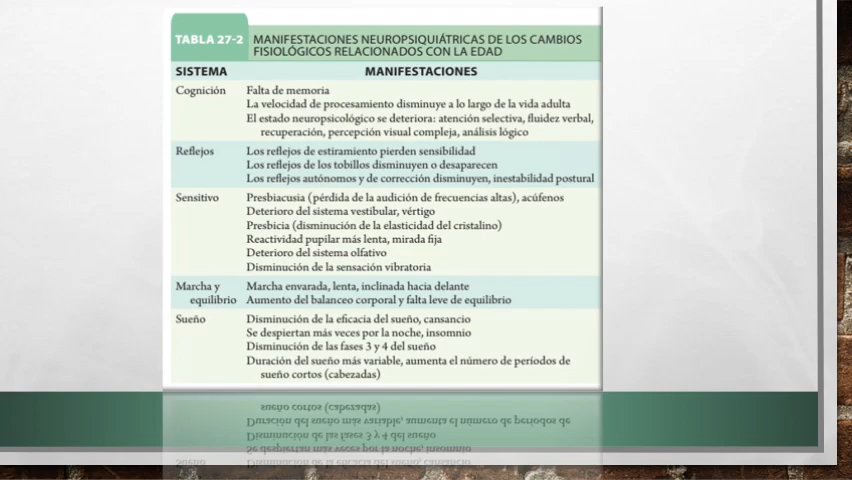 TABLA 27-2
MANIFESTACIONES NEUROPSIQUIÁTRICAS DE LOS CAMBIOS
FISIOLÓGICOS RELACIONADOS CON LA EDAD
SISTEMA MANIFESTACIONES
Cognición Falta de memoria
La velocidad de procesamiento disminuye a lo largo de la vida adulta
El estado neuropsicológico se deteriora: atención selectiva, fluidez verbal,
recuperación, percepción visual compleja, análisis lógico
Reflejos Los reflejos de estiramiento pierden sensibilidad
Los reflejos de los tobillos disminuyen o desaparecen
Los reflejos autónomos y de corrección disminuyen, inestabilidad postural
Sensitivo Presbiacusia (pérdida de la audición de frecuencias altas), acúfenos
Deterioro del sistema vestibular, vértigo
Presbicia (disminución de la elasticidad del cristalino)
Reactividad pupilar más lenta, mirada fija
Deterioro del sistema olfativo
Disminución de la sensación vibratoria
Marcha y Marcha envarada, lenta, inclinada hacia delante
equilibrio Aumento del balanceo corporal y falta leve de equilibrio
Sueño Disminución de la eficacia del sueño, cansancio
Se despiertan más veces por la noche, insomnio
Disminución de las fases 3 y 4 del sueño
Duración del sueño más variable, aumenta el número de períodos de
sueño cortos (cabezadas)